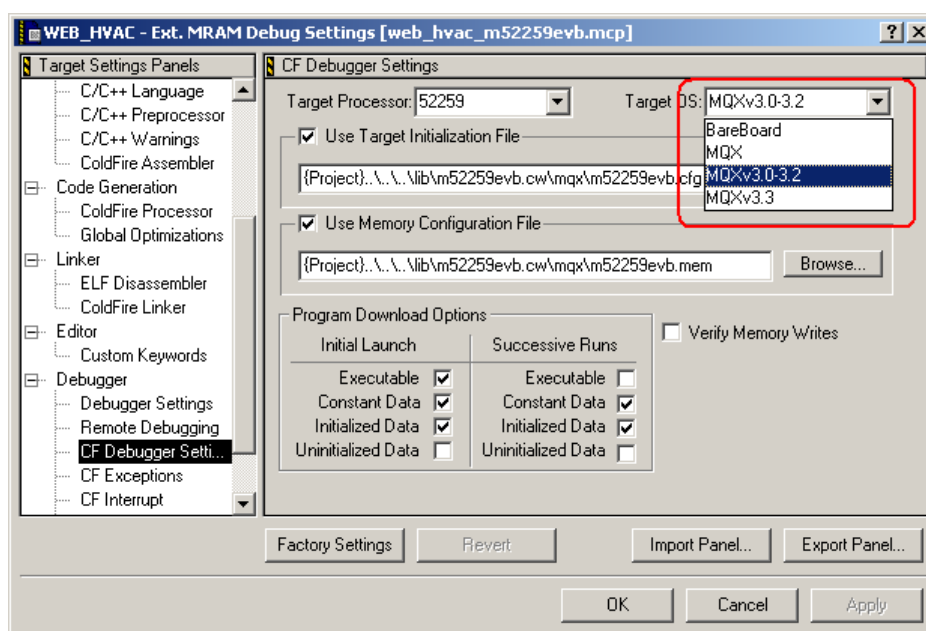 WEB_HVAC - Ext. MRAM Debug Settings [web_hvac_m52259evb.mcp]
Target Settings Panels
C/C++ Language
C/C++ Preprocessor
C/C++ Warnings
ColdFire Assembler
Code Generation
ColdFire Processor
Global Optimizations
Linker
ELF Disassembler
ColdFire Linker
Editor
Custom Keywords
Debugger
Debugger Settings
Remote Debugging
CF Debugger Setti...
CF Exceptions
CF Interrupt
CF Debugger Settings
Target Processor: 52259
Target OS: MQXv3.0-3.2
BareBoard
MQX
MQXv3.0-3.2
MQXv3.3
Use Target Initialization File
{Project}..\..\..\lib\m52259evb.cw\mqx\m52259evb.cfg
Use Memory Configuration File
{Project}..\..\..\lib\m52259evb.cw\mqx\m52259evb.mem
Browse...
Program Download Options
Initial Launch
Successive Runs
Executable
Executable
Constant Data
Constant Data
Initialized Data
Initialized Data
Uninitialized Data
Uninitialized Data
Verify Memory Writes
Factory Settings
Revert
Import Panel...
Export Panel...
OK
Cancel
Apply